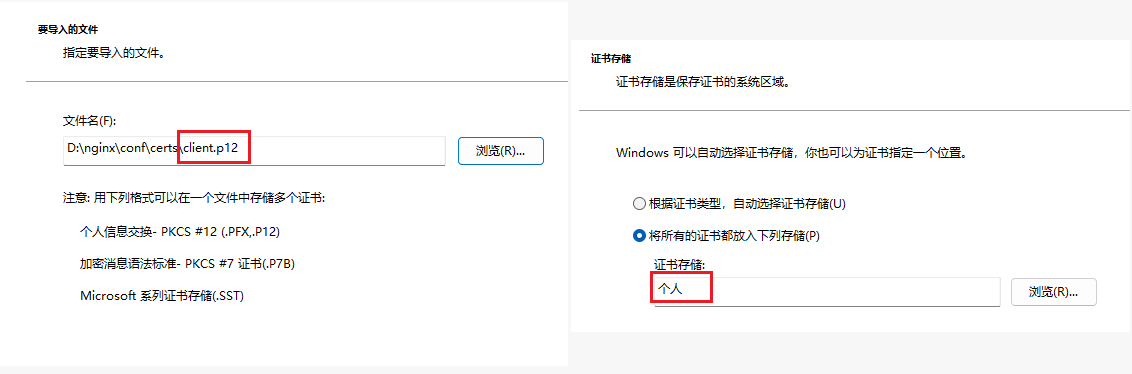 要导入的文件
指定要导入的文件。
文件名(F):
D:\nginx\conf\certs\client.p12
浏览(R)...
注意: 用下列格式可以在一个文件中存储多个证书:
个人信息交换- PKCS #12 (.PFX,.P12)
加密消息语法标准- PKCS #7 证书(.P7B)
Microsoft 系列证书存储(.SST)
证书存储
证书存储是保存证书的系统区域。
Windows 可以自动选择证书存储，你也可以为证书指定一个位置。
根据证书类型，自动选择证书存储(U)
将所有的证书都放入下列存储(P)
证书存储:
个人
浏览(R)...